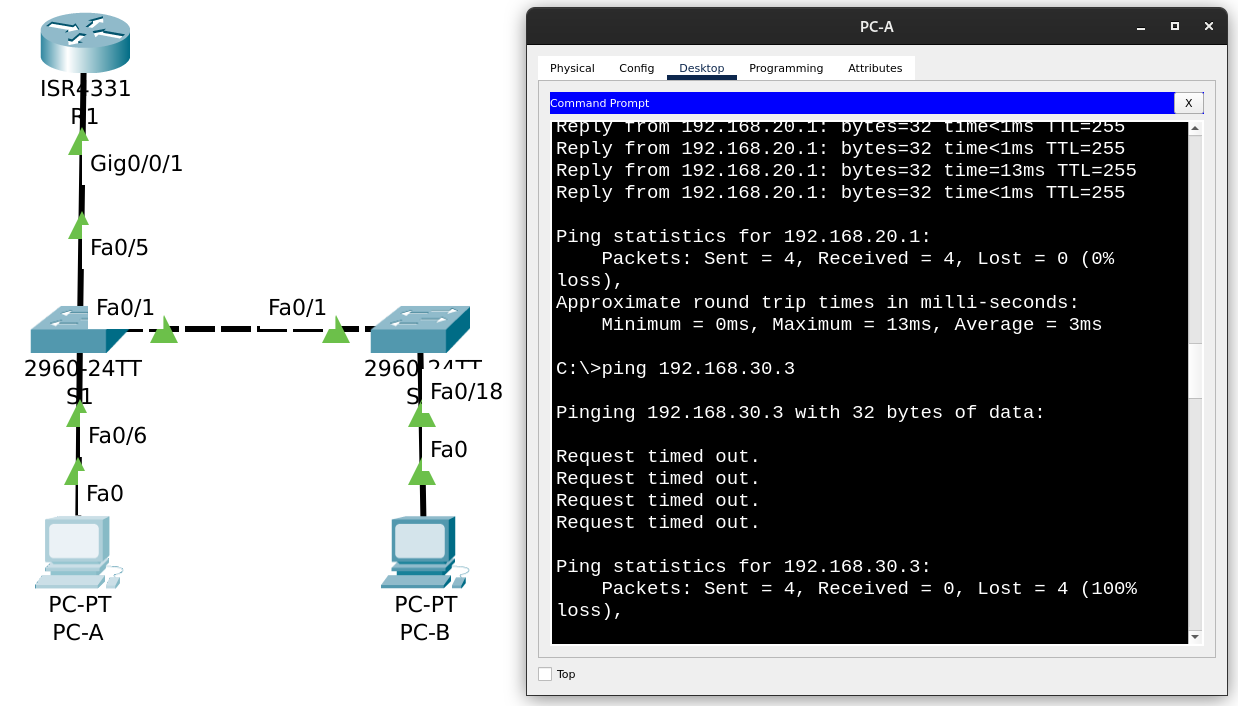 ISR4331
R1
Gig0/0/1
Fa0/5
Fa0/1
Fa0/1
2960-24TT
S1
2960-24TT
S
Fa0/18
Fa0/6
Fa0
Fa0
PC-PT
PC-A
PC-PT
PC-B
PC-A
Physical Config Desktop Programming Attributes
Command Prompt
X
Reply from 192.168.20.1: bytes=32 time<1ms TTL=255
Reply from 192.168.20.1: bytes=32 time<1ms TTL=255
Reply from 192.168.20.1: bytes=32 time=13ms TTL=255
Reply from 192.168.20.1: bytes=32 time<1ms TTL=255
Ping statistics for 192.168.20.1:
Packets: Sent = 4, Received = 4, Lost = 0 (0%
loss),
Approximate round trip times in milli-seconds:
Minimum = 0ms, Maximum = 13ms, Average = 3ms
C:\>ping 192.168.30.3
Pinging 192.168.30.3 with 32 bytes of data:
Request timed out.
Request timed out.
Request timed out.
Request timed out.
Ping statistics for 192.168.30.3:
Packets: Sent = 4, Received = 0, Lost = 4 (100%
loss),
Top